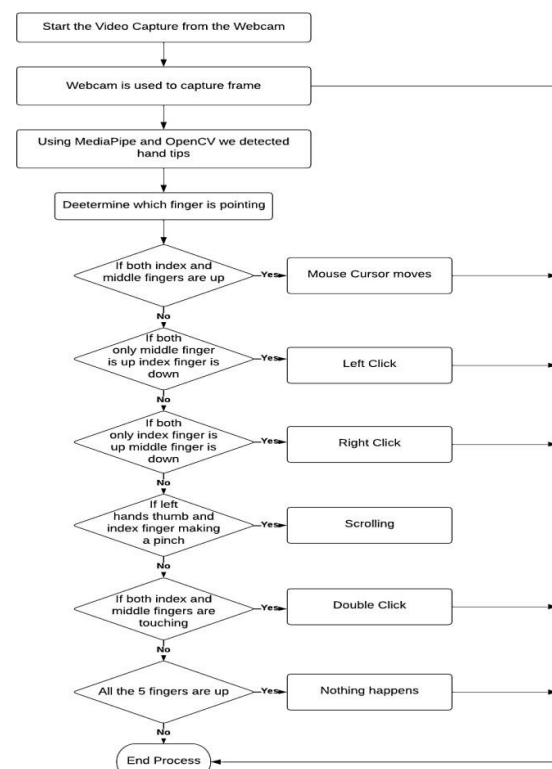 Start the Video Capture from the Webcam
Webcam is used to capture frame
Using MediaPipe and OpenCV we detected
hand tips
Deetermine which finger is pointing
If both index and
middle fingers are up
Yes
Mouse Cursor moves
No
If both
only middle finger
is up index finger is
down
Yes
Left Click
No
If both
only index finger is
up middle finger is
down
Yes
Right Click
No
If left
hands thumb and
index finger making
a pinch
Yes
Scrolling
No
If both index and
middle fingers are
touching
Yes
Double Click
No
All the 5 fingers are up
Yes
Nothing happens
No
End Process